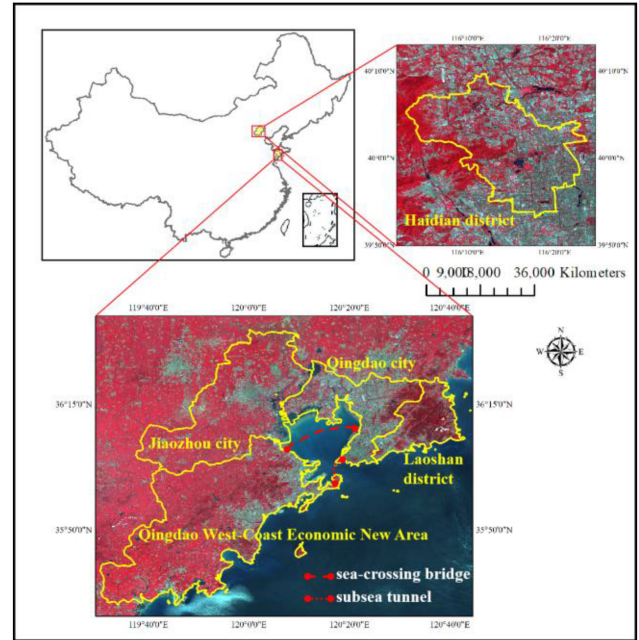 116°10'0"E 116°20'0"E
40°10'0"N 40°10'0"N
40°0'0"N 40°0'0"N
Haidian district
39°50'0"N 39°50'0"N
116°10'0"E 116°20'0"E
0 9,00018,000 36,000 Kilometers
119°40'0"E 120°0'0"E 120°20'0"E 120°40'0"E
N
W E
S
Qingdao city
36°15'0"N 36°15'0"N
Jiaozhou city
Laoshan
district
35°50'0"N 35°50'0"N
Qingdao West-Coast Economic New Area
sea-crossing bridge
subsea tunnel
119°40'0"E 120°0'0"E 120°20'0"E 120°40'0"E